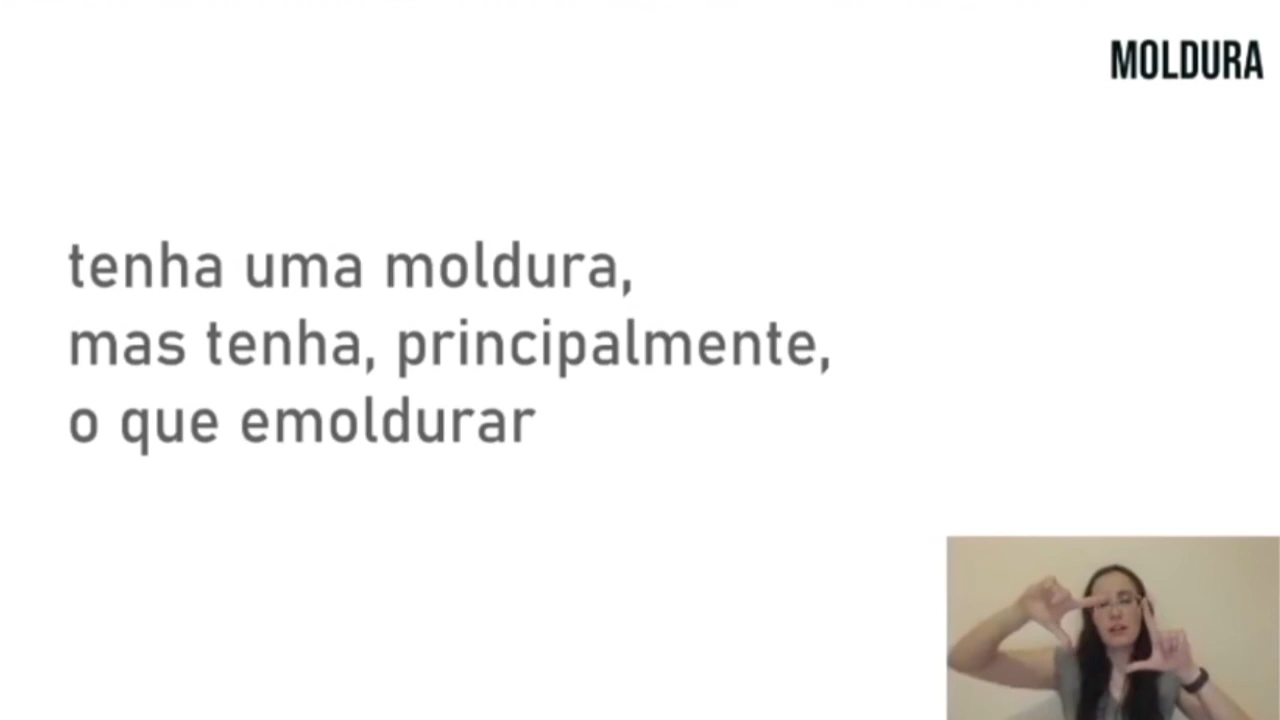 MOLDURA
tenha uma moldura,
mas tenha, principalmente,
o que emoldurar